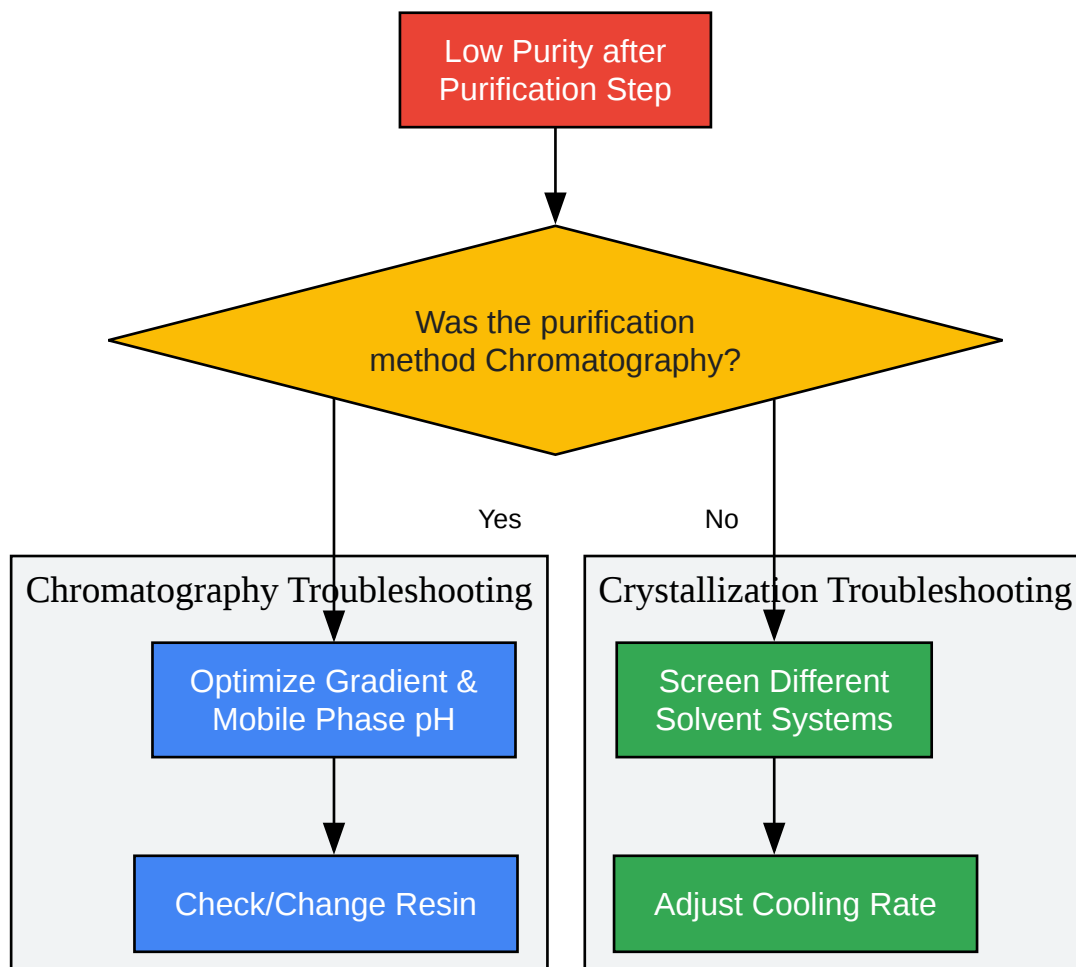 Low Purity after
Purification Step
Was the purification
method Chromatography?
Yes
No
Chromatography Troubleshooting
Optimize Gradient &
Mobile Phase pH
Check/Change Resin
Crystallization Troubleshooting
Screen Different
Solvent Systems
Adjust Cooling Rate